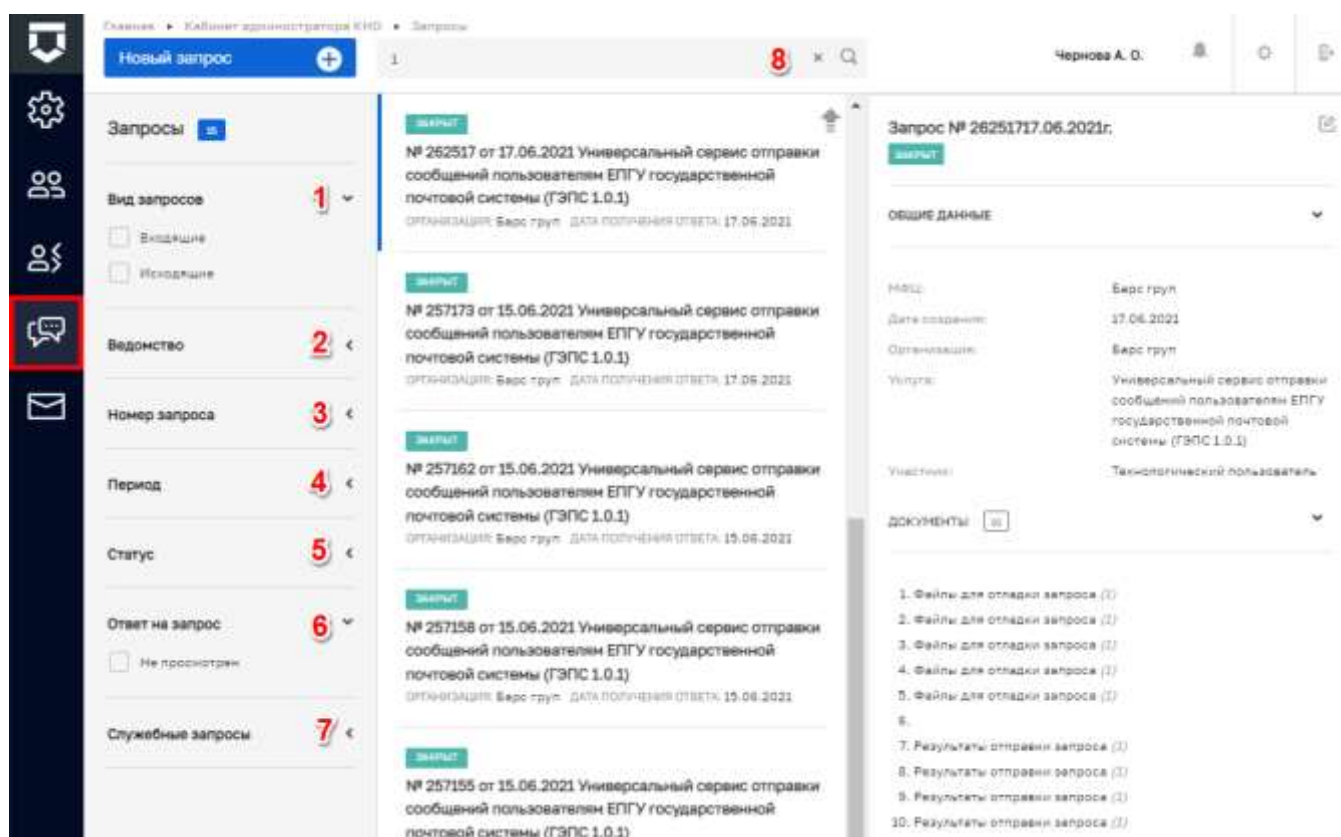 Главная ▸ Кабинет администратора КНО ▸ Запросы
Новый запрос
1
8
Чернова А. О.
Запросы
Вид запросов
1
Входящие
Исходящие
Ведомство
2
Номер запроса
3
Период
4
Статус
5
Ответ на запрос
6
Не просмотрен
Служебные запросы
7
ЗАКРЫТ
№ 262517 от 17.06.2021 Универсальный сервис отправки
сообщений пользователям ЕПГУ государственной
почтовой системы (ГЭПС 1.0.1)
ОРГАНИЗАЦИЯ: Барс груп ДАТА ПОЛУЧЕНИЯ ОТВЕТА: 17.06.2021
ЗАКРЫТ
№ 257173 от 15.06.2021 Универсальный сервис отправки
сообщений пользователям ЕПГУ государственной
почтовой системы (ГЭПС 1.0.1)
ОРГАНИЗАЦИЯ: Барс груп ДАТА ПОЛУЧЕНИЯ ОТВЕТА: 17.06.2021
ЗАКРЫТ
№ 257162 от 15.06.2021 Универсальный сервис отправки
сообщений пользователям ЕПГУ государственной
почтовой системы (ГЭПС 1.0.1)
ОРГАНИЗАЦИЯ: Барс груп ДАТА ПОЛУЧЕНИЯ ОТВЕТА: 15.06.2021
ЗАКРЫТ
№ 257158 от 15.06.2021 Универсальный сервис отправки
сообщений пользователям ЕПГУ государственной
почтовой системы (ГЭПС 1.0.1)
ОРГАНИЗАЦИЯ: Барс груп ДАТА ПОЛУЧЕНИЯ ОТВЕТА: 15.06.2021
ЗАКРЫТ
№ 257155 от 15.06.2021 Универсальный сервис отправки
сообщений пользователям ЕПГУ государственной
почтовой системы (ГЭПС 1.0.1)
Запрос № 26251717.06.2021г.
ЗАКРЫТ
ОБЩИЕ ДАННЫЕ
МФЦ: Барс груп
Дата создания: 17.06.2021
Организация: Барс груп
Услуга: Универсальный сервис отправки
сообщений пользователям ЕПГУ
государственной почтовой
системы (ГЭПС 1.0.1)
Участник: Технологический пользователь
ДОКУМЕНТЫ
1. Файлы для отладки запроса (1)
2. Файлы для отладки запроса (1)
3. Файлы для отладки запроса (1)
4. Файлы для отладки запроса (1)
5. Файлы для отладки запроса (1)
6.
7. Результаты отправки запроса (1)
8. Результаты отправки запроса (1)
9. Результаты отправки запроса (1)
10. Результаты отправки запроса (1)